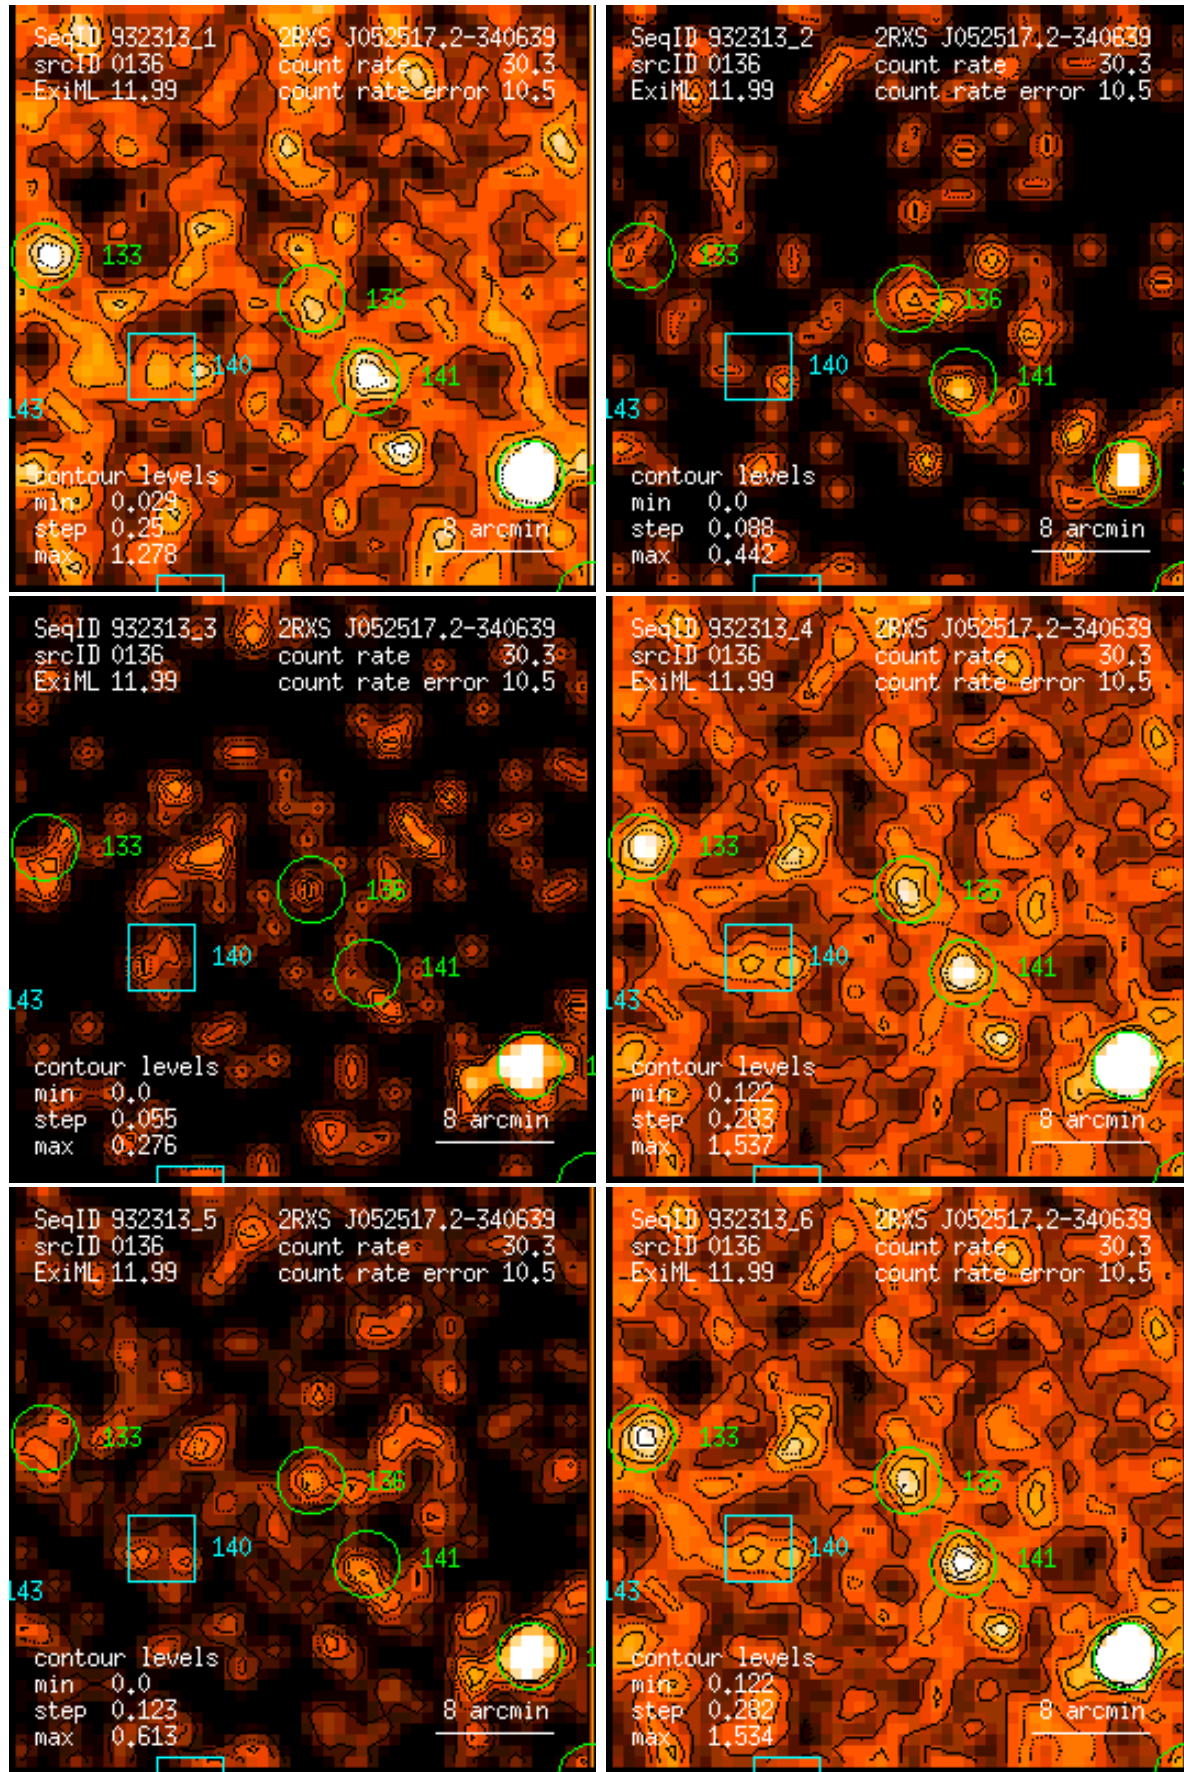 SeqID 932313_1 2RXS J052517.2-340639
srcID 0136 count rate 30.3
ExiML 11.99 count rate error 10.5
133
136
140
141
143
contour levels
min 0.029
step 0.25
max 1.278
8 arcmin
SeqID 932313_2 2RXS J052517.2-340639
srcID 0136 count rate 30.3
ExiML 11.99 count rate error 10.5
133
136
140
141
143
contour levels
min 0.0
step 0.088
max 0.442
8 arcmin
SeqID 932313_3 2RXS J052517.2-340639
srcID 0136 count rate 30.3
ExiML 11.99 count rate error 10.5
133
136
140
141
143
contour levels
min 0.0
step 0.055
max 0.276
8 arcmin
SeqID 932313_4 2RXS J052517.2-340639
srcID 0136 count rate 30.3
ExiML 11.99 count rate error 10.5
133
136
140
141
143
contour levels
min 0.122
step 0.283
max 1.537
8 arcmin
SeqID 932313_5 2RXS J052517.2-340639
srcID 0136 count rate 30.3
ExiML 11.99 count rate error 10.5
133
136
140
141
143
contour levels
min 0.0
step 0.123
max 0.613
8 arcmin
SeqID 932313_6 2RXS J052517.2-340639
srcID 0136 count rate 30.3
ExiML 11.99 count rate error 10.5
133
136
140
141
143
contour levels
min 0.122
step 0.282
max 1.534
8 arcmin